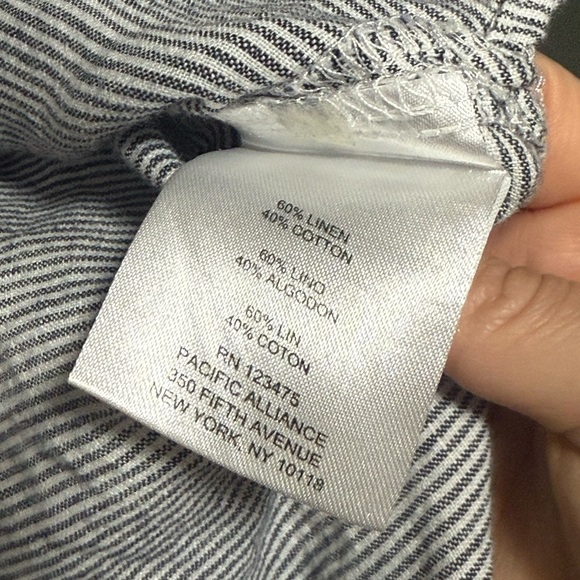 60% LINEN
40% COTTON
60% LINO
40% ALGODON
60% LIN
40% COTON
RN 123475
PACIFIC ALLIANCE
350 FIFTH AVENUE
NEW YORK, NY 10118